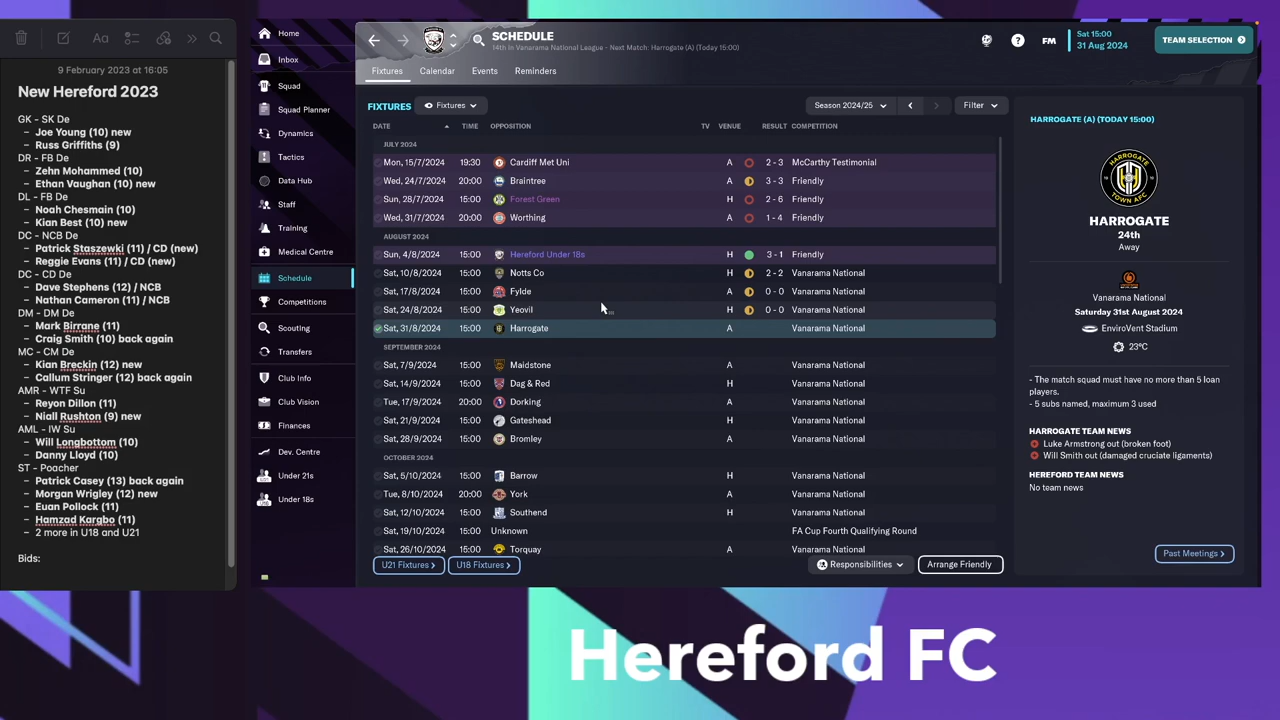 9 February 2023 at 16:05
New Hereford 2023
GK - SK De
- Joe Young (10) new
- Russ Griffiths (9)
DR - FB De
- Zehn Mohammed (10)
- Ethan Vaughan (10) new
DL - FB De
- Noah Chesmain (10)
- Kian Best (10) new
DC - NCB De
- Patrick Staszewki (11) / CD (new)
- Reggie Evans (11) / CD (new)
DC - CD De
- Dave Stephens (12) / NCB
- Nathan Cameron (11) / NCB
DM - DM De
- Mark Birrane (11)
- Craig Smith (10) back again
MC - CM De
- Kian Breckin (12) new
- Callum Stringer (12) back again
AMR - WTF Su
- Reyon Dillon (11)
- Niall Rushton (9) new
AML - IW Su
- Will Longbottom (10)
- Danny Lloyd (10)
ST - Poacher
- Patrick Casey (13) back again
- Morgan Wrigley (12) new
- Euan Pollock (11)
- Hamzad Kargbo (11)
- 2 more in U18 and U21
Bids:
Home
Inbox
Squad
Squad Planner
Dynamics
Tactics
Data Hub
Staff
Training
Medical Centre
Schedule
Competitions
Scouting
Transfers
Club Info
Club Vision
Finances
Dev. Centre
Under 21s
Under 18s
SCHEDULE
14th in Vanarama National League - Next Match: Harrogate (A) (Today 15:00)
FM
Sat 15:00
31 Aug 2024
TEAM SELECTION
Fixtures Calendar Events Reminders
FIXTURES Fixtures Season 2024/25 Filter
DATE TIME OPPOSITION TV VENUE RESULT COMPETITION
JULY 2024
Mon, 15/7/2024 19:30 Cardiff Met Uni A 2 - 3 McCarthy Testimonial
Wed, 24/7/2024 20:00 Braintree A 3 - 3 Friendly
Sun, 28/7/2024 15:00 Forest Green H 2 - 6 Friendly
Wed, 31/7/2024 20:00 Worthing A 1 - 4 Friendly
AUGUST 2024
Sun, 4/8/2024 15:00 Hereford Under 18s H 3 - 1 Friendly
Sat, 10/8/2024 15:00 Notts Co H 2 - 2 Vanarama National
Sat, 17/8/2024 15:00 Fylde A 0 - 0 Vanarama National
Sat, 24/8/2024 15:00 Yeovil H 0 - 0 Vanarama National
Sat, 31/8/2024 15:00 Harrogate A Vanarama National
SEPTEMBER 2024
Sat, 7/9/2024 15:00 Maidstone A Vanarama National
Sat, 14/9/2024 15:00 Dag & Red H Vanarama National
Tue, 17/9/2024 20:00 Dorking A Vanarama National
Sat, 21/9/2024 15:00 Gateshead H Vanarama National
Sat, 28/9/2024 15:00 Bromley A Vanarama National
OCTOBER 2024
Sat, 5/10/2024 15:00 Barrow H Vanarama National
Tue, 8/10/2024 20:00 York A Vanarama National
Sat, 12/10/2024 15:00 Southend H Vanarama National
Sat, 19/10/2024 15:00 Unknown FA Cup Fourth Qualifying Round
Sat, 26/10/2024 15:00 Torquay A Vanarama National
U21 Fixtures > U18 Fixtures > Responsibilities Arrange Friendly
HARROGATE (A) (TODAY 15:00)
HARROGATE
TOWN AFC
HARROGATE
24th
Away
Vanarama National
Saturday 31st August 2024
EnviroVent Stadium
23ºC
- The match squad must have no more than 5 loan
players.
- 5 subs named, maximum 3 used
HARROGATE TEAM NEWS
Luke Armstrong out (broken foot)
Will Smith out (damaged cruciate ligaments)
HEREFORD TEAM NEWS
No team news
Past Meetings >
Hereford FC